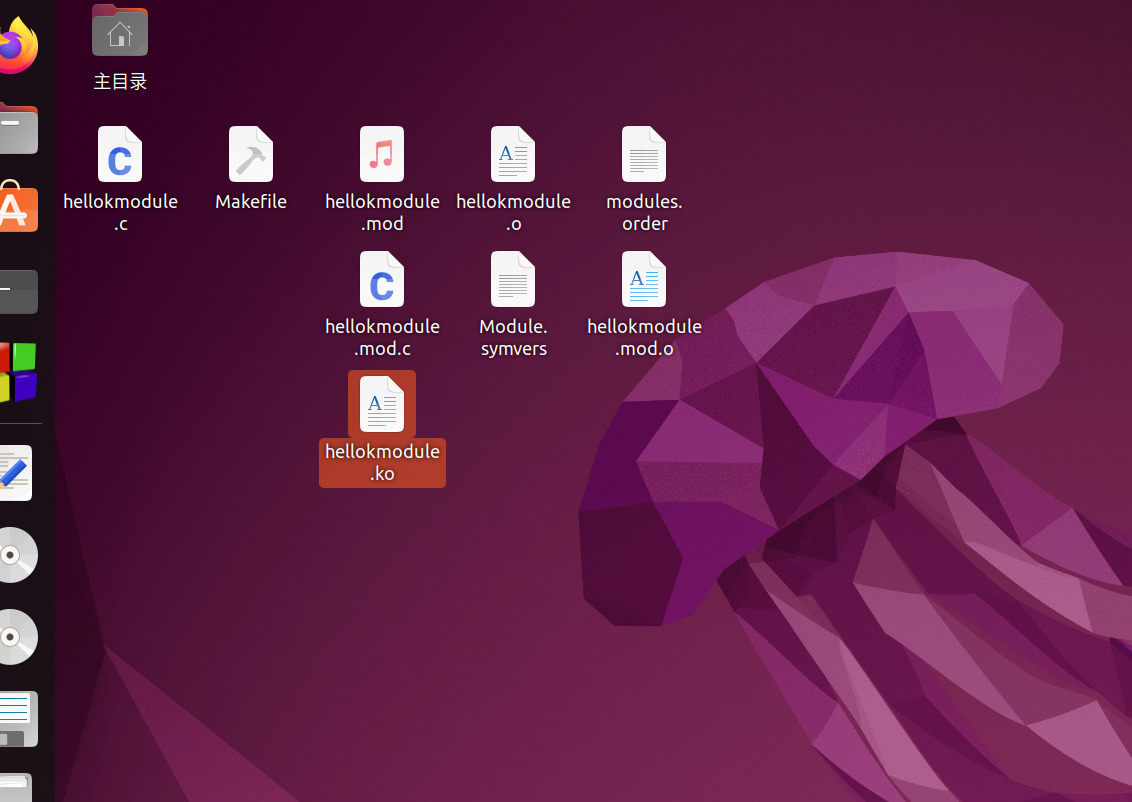 主目录
hellokmodule
.c
Makefile
hellokmodule
.mod
hellokmodule
.o
modules.
order
hellokmodule
.mod.c
Module.
symvers
hellokmodule
.mod.o
hellokmodule
.ko